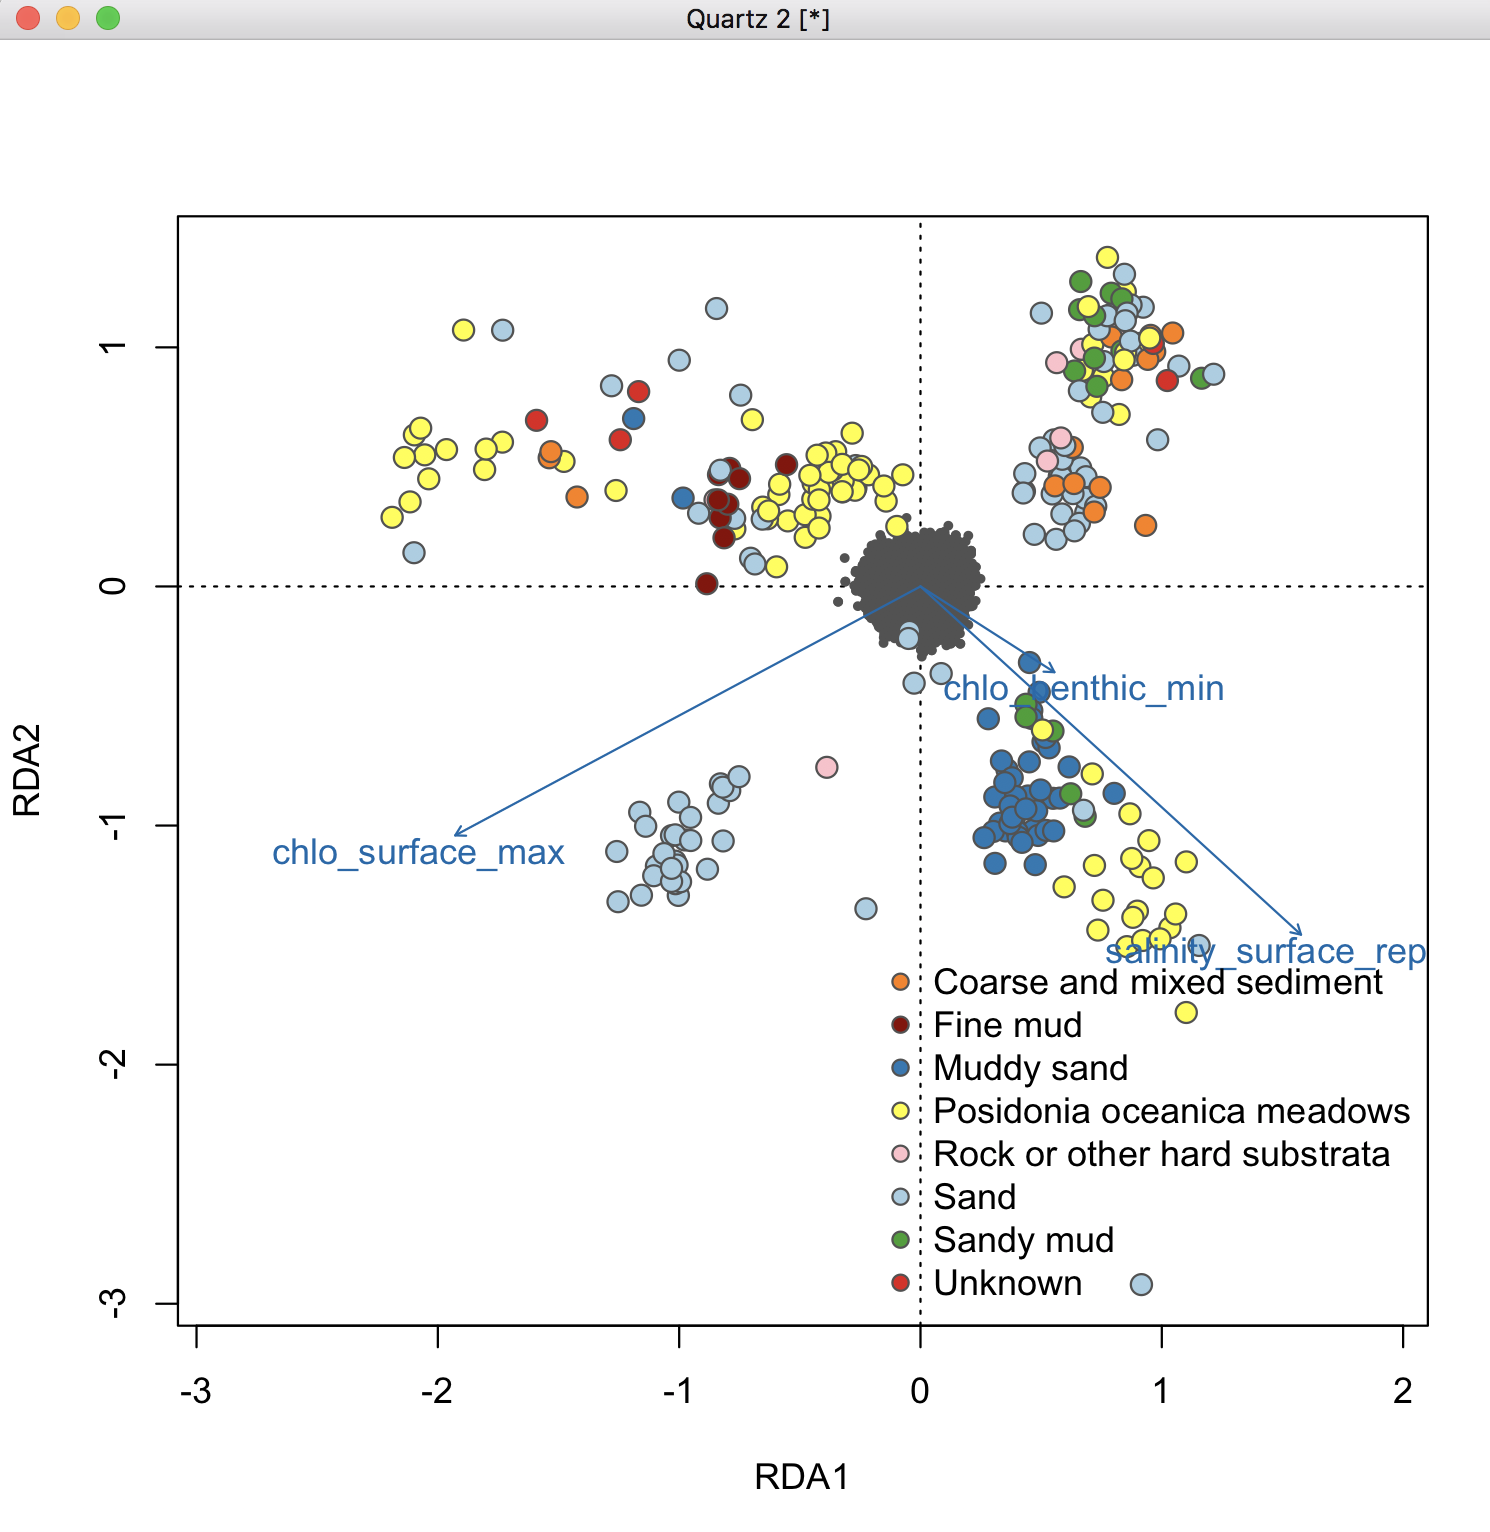 Quartz 2 [*]
1
0
-1
-2
-3
RDA2
chlo_benthic_min
chlo_surface_max
salinity_surface_rep
Coarse and mixed sediment
Fine mud
Muddy sand
Posidonia oceanica meadows
Rock or other hard substrata
Sand
Sandy mud
Unknown
-3 -2 -1 0 1 2
RDA1